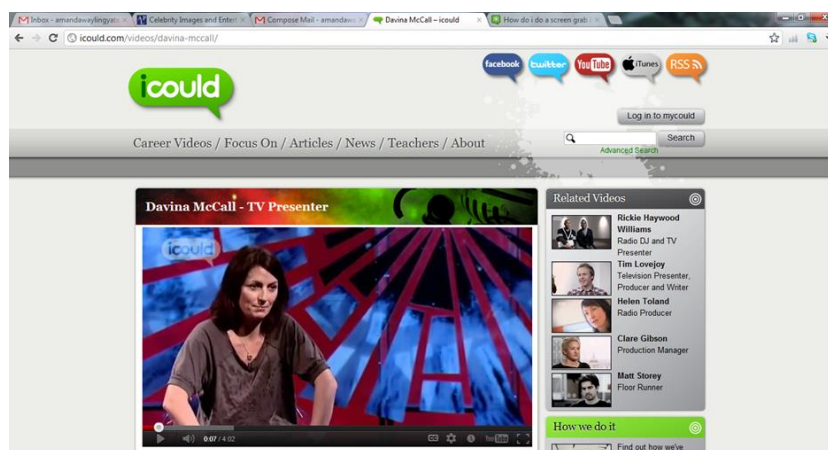 Inbox - amandawaylingyate
Celebrity Images and Entert
Compose Mail - amandawa
Davina McCall – icould
How do i do a screen grab
icould.com/videos/davina-mccall/
icould
facebook
twitter
YouTube
iTunes
RSS
Log in to mycould
Career Videos / Focus On / Articles / News / Teachers / About
Search
Advanced Search
Davina McCall - TV Presenter
icould
0:07 / 4:02
CC
YouTube
Related Videos
Rickie Haywood
Williams
Radio DJ and TV
Presenter
Tim Lovejoy
Television Presenter,
Producer and Writer
Helen Toland
Radio Producer
Clare Gibson
Production Manager
Matt Storey
Floor Runner
How we do it
Find out how we've